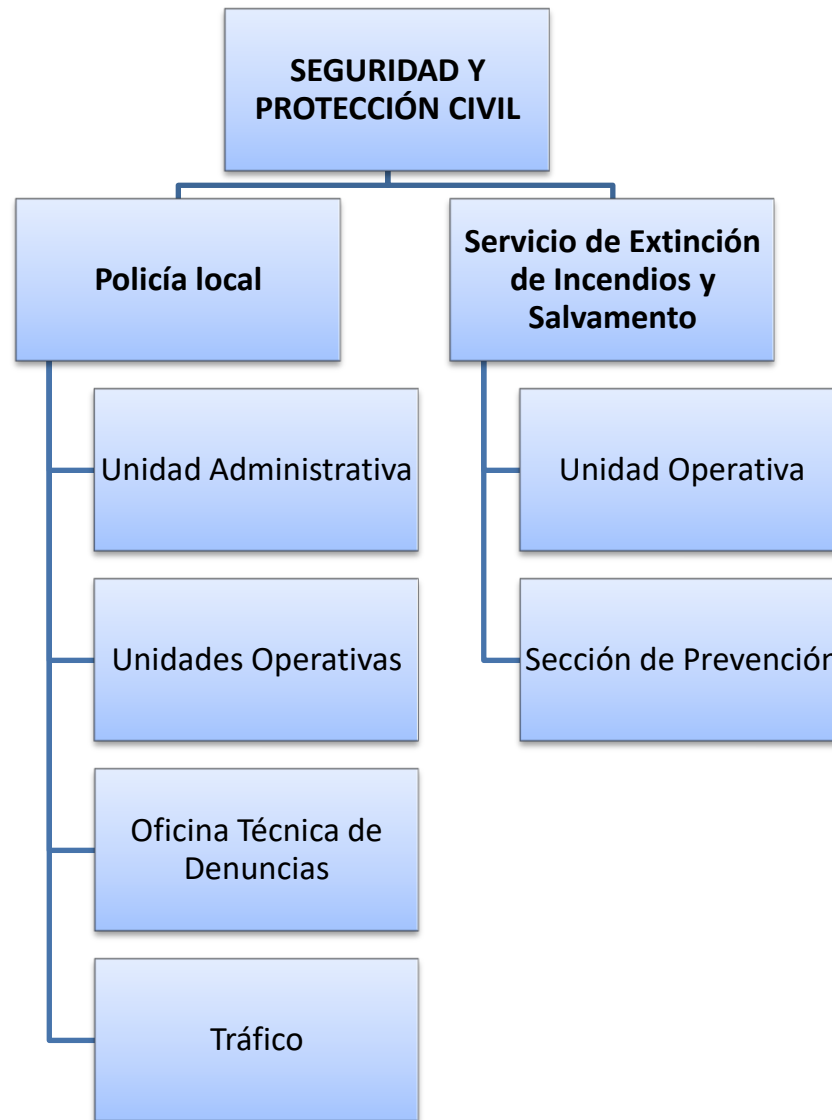 SEGURIDAD Y
PROTECCIÓN CIVIL
Policía local
Unidad Administrativa
Unidades Operativas
Oficina Técnica de
Denuncias
Tráfico
Servicio de Extinción
de Incendios y
Salvamento
Unidad Operativa
Sección de Prevención